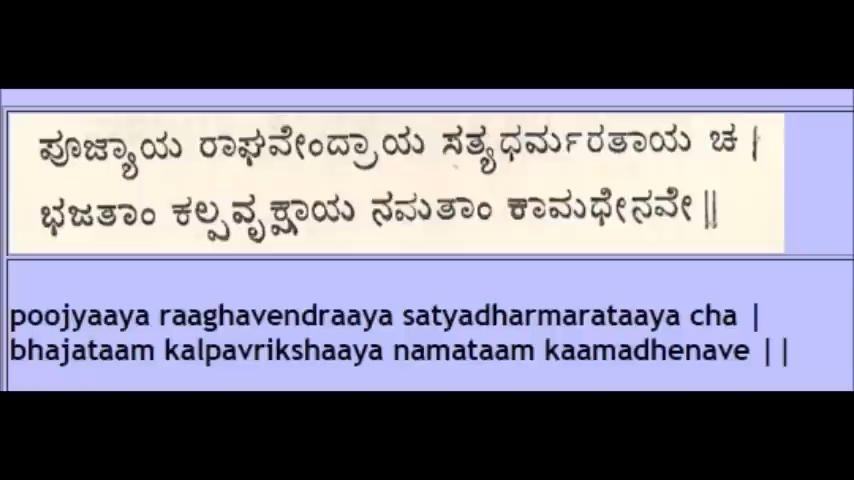 ಪೂಜ್ಯಾಯ ರಾಘವೇಂದ್ರಾಯ ಸತ್ಯಧರ್ಮರತಾಯ ಚ |
ಭಜತಾಂ ಕಲ್ಪವೃಕ್ಷಾಯ ನಮತಾಂ ಕಾಮಧೇನವೇ ||
poojyaaya raaghavendraaya satyadharmarataaya cha |
bhajataam kalpavrikshaaya namataam kaamadhenave ||